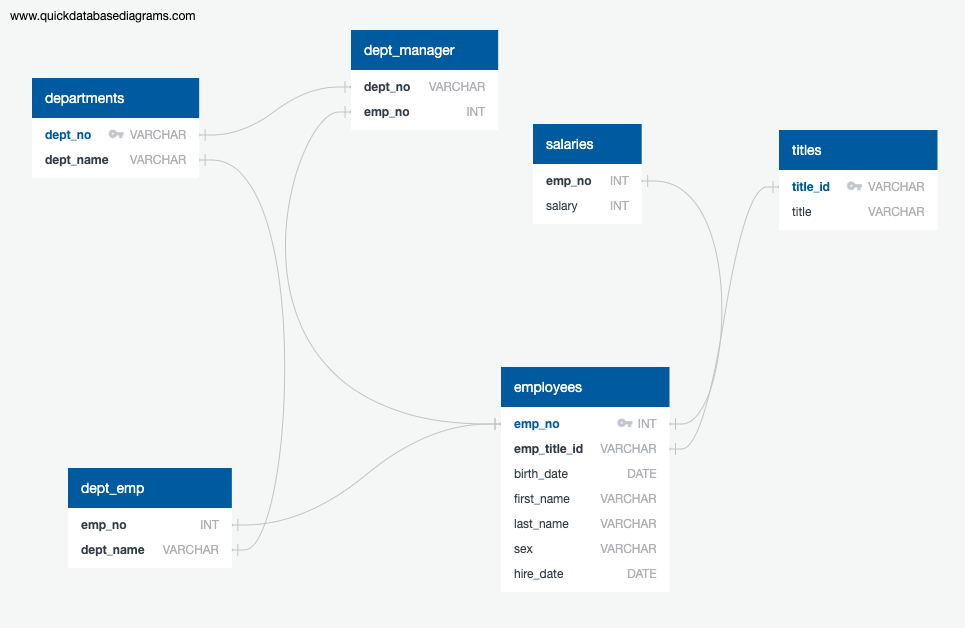 www.quickdatabasediagrams.com
dept_manager
dept_no VARCHAR
emp_no INT
departments
dept_no VARCHAR
dept_name VARCHAR
salaries
emp_no INT
salary INT
titles
title_id VARCHAR
title VARCHAR
employees
emp_no INT
emp_title_id VARCHAR
birth_date DATE
first_name VARCHAR
last_name VARCHAR
sex VARCHAR
hire_date DATE
dept_emp
emp_no INT
dept_name VARCHAR